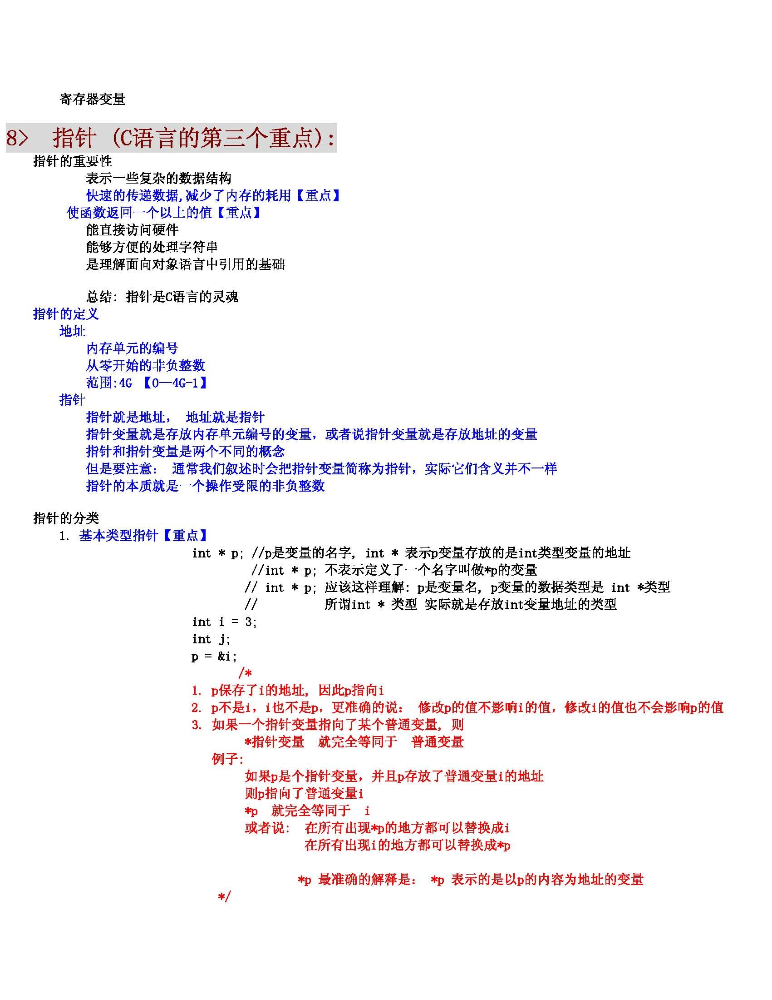 寄存器变量
8>  指针 (C语言的第三个重点):
指针的重要性
表示一些复杂的数据结构
快速的传递数据,减少了内存的耗用【重点】
使函数返回一个以上的值【重点】
能直接访问硬件
能够方便的处理字符串
是理解面向对象语言中引用的基础
总结: 指针是C语言的灵魂
指针的定义
地址
内存单元的编号
从零开始的非负整数
范围:4G 【0—4G-1】
指针
指针就是地址, 地址就是指针
指针变量就是存放内存单元编号的变量,或者说指针变量就是存放地址的变量
指针和指针变量是两个不同的概念
但是要注意: 通常我们叙述时会把指针变量简称为指针,实际它们含义并不一样
指针的本质就是一个操作受限的非负整数
指针的分类
1. 基本类型指针【重点】
int * p; //p是变量的名字, int * 表示p变量存放的是int类型变量的地址
//int * p; 不表示定义了一个名字叫做*p的变量
// int * p; 应该这样理解: p是变量名, p变量的数据类型是 int *类型
// 所谓int * 类型 实际就是存放int变量地址的类型
int i = 3;
int j;
p = &i;
/*
1. p保存了i的地址, 因此p指向i
2. p不是i,i也不是p,更准确的说: 修改p的值不影响i的值,修改i的值也不会影响p的值
3. 如果一个指针变量指向了某个普通变量, 则
*指针变量 就完全等同于 普通变量
例子:
如果p是个指针变量,并且p存放了普通变量i的地址
则p指向了普通变量i
*p 就完全等同于 i
或者说: 在所有出现*p的地方都可以替换成i
在所有出现i的地方都可以替换成*p
*p 最准确的解释是: *p 表示的是以p的内容为地址的变量
*/